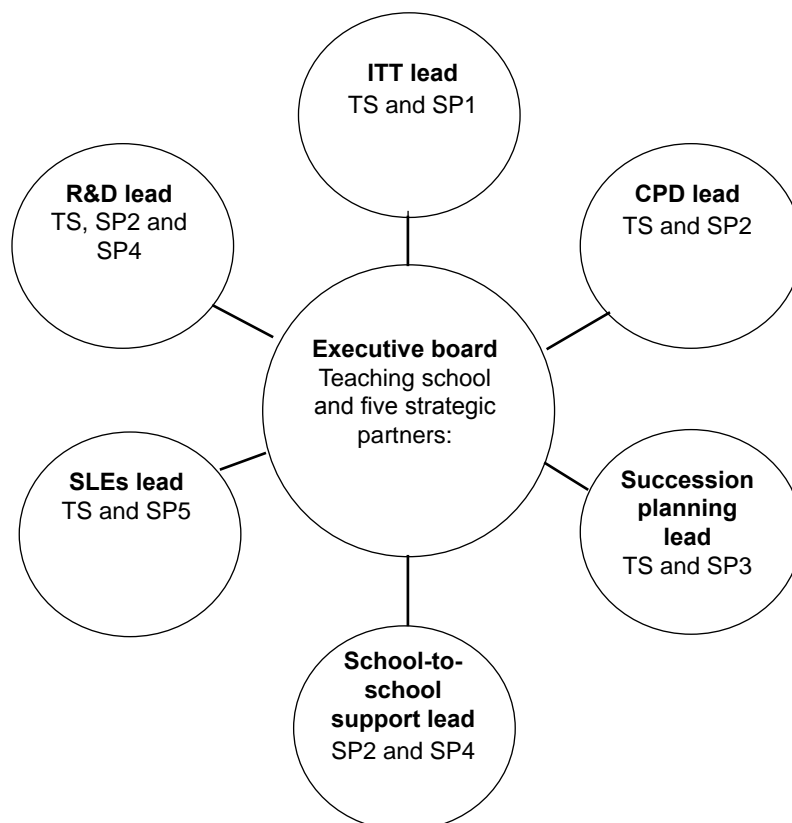 ITT lead
TS and SP1
R&D lead
TS, SP2 and
SP4
CPD lead
TS and SP2
Executive board
Teaching school
and five strategic
partners:
SLEs lead
TS and SP5
Succession
planning
lead
TS and SP3
School-to-
school
support lead
SP2 and SP4